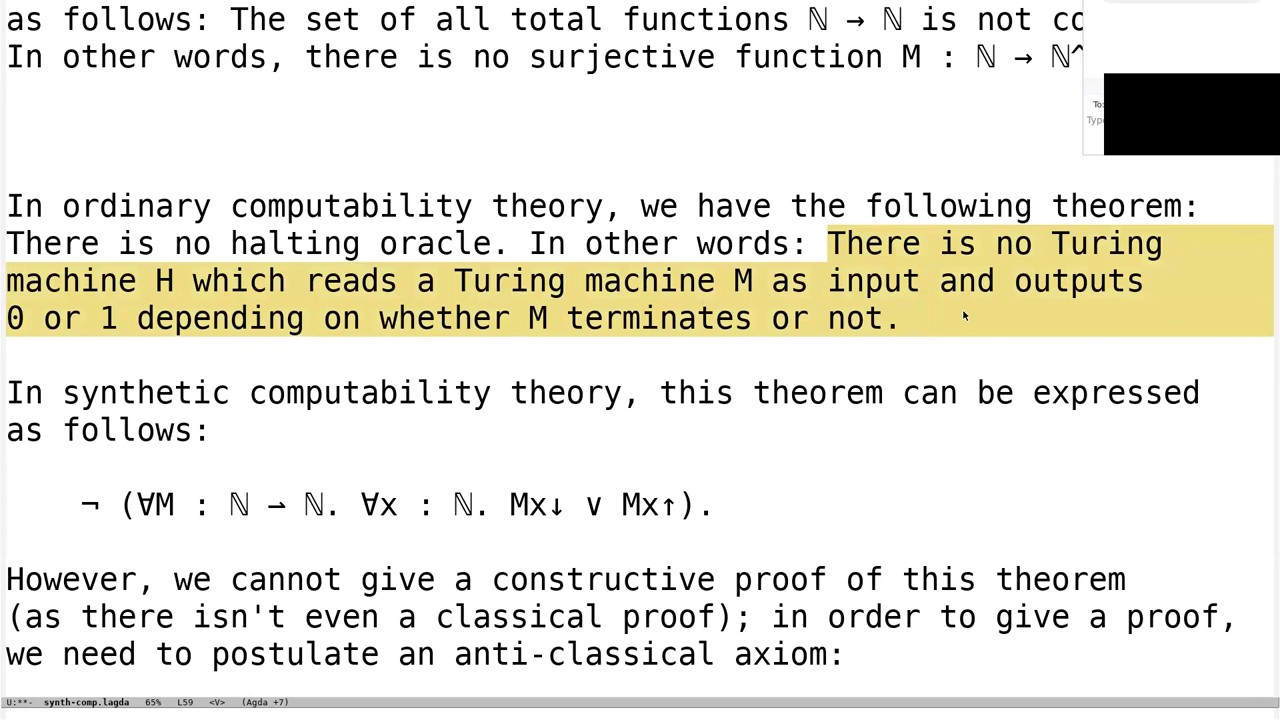 as follows: The set of all total functions ℕ → ℕ is not co
In other words, there is no surjective function M : ℕ → ℕ^
To:
In ordinary computability theory, we have the following theorem:
There is no halting oracle. In other words: There is no Turing
machine H which reads a Turing machine M as input and outputs
0 or 1 depending on whether M terminates or not.
In synthetic computability theory, this theorem can be expressed
as follows:
¬ (∀M : ℕ ⇀ ℕ. ∀x : ℕ. Mx↓ ∨ Mx↑).
However, we cannot give a constructive proof of this theorem
(as there isn't even a classical proof); in order to give a proof,
we need to postulate an anti-classical axiom:
U:**- synth-comp.lagda 65% L59 <V> (Agda +7)